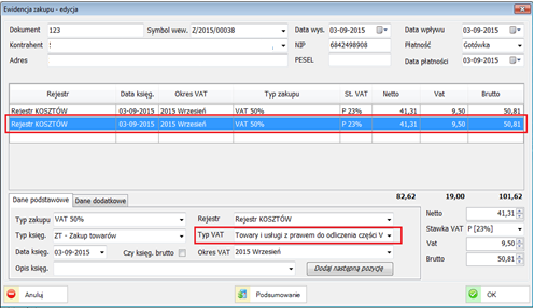 Ewidencja zakupu - edycja
Dokument 123 Symbol wew. Z/2015/00038 Data wys. 03-09-2015 Data wpływu 03-09-2015
Kontrahent NIP 6842498908 Płatność Gotówka
Adres PESEL Data płatności 03-09-2015
Rejestr Data księg. Okres VAT Typ zakupu St. VAT Netto Vat Brutto
Rejestr KOSZTÓW 03-09-2015 2015 Wrzesień VAT 50% P 23% 41,31 9,50 50,81
Rejestr KOSZTÓW 03-09-2015 2015 Wrzesień VAT 50% P 23% 41,31 9,50 50,81
82,62 19,00 101,62
Dane podstawowe Dane dodatkowe
Typ zakupu VAT 50% Rejestr Rejestr KOSZTÓW Netto 41,31
Typ księg. ZT - Zakup towarów Typ VAT Towary i usługi z prawem do odliczenia części V Stawka VAT P [23%]
Data księg. 03-09-2015 Czy księg. brutto Okres VAT 2015 Wrzesień Vat 9,50
Opis księg. Dodaj następną pozycję Brutto 50,81
Anuluj Podsumowanie OK